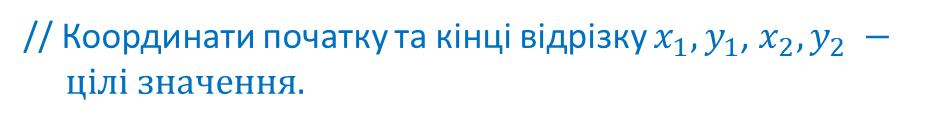 // Координати початку та кінці відрізку x₁, y₁, x₂, y₂ −
цілі значення.